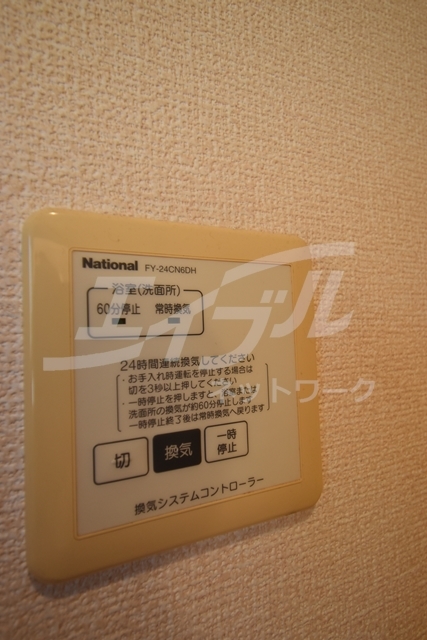 National FY-24CN6DH
浴室(洗面所)
60分停止 常時換気
24時間連続換気してください
・お手入れ時運転を停止する場合は
切を3秒以上押してください
・一時停止を押しますと、浴室または
洗面所の換気が約60分停止します
一時停止終了後は常時換気へ戻ります
切 換気 一時
停止
換気システムコントローラー
エイブル
ネットワーク